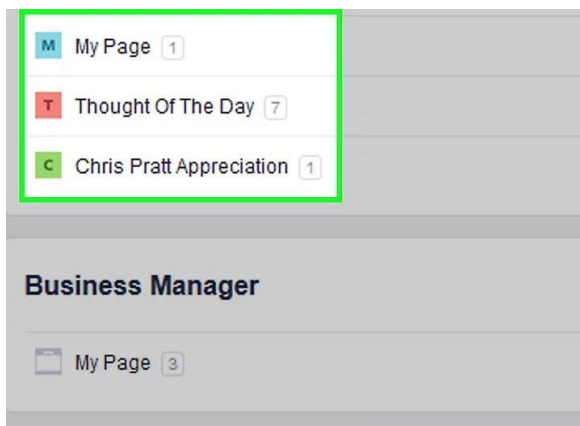 M My Page 1
T Thought Of The Day 7
C Chris Pratt Appreciation 1
Business Manager
My Page 3